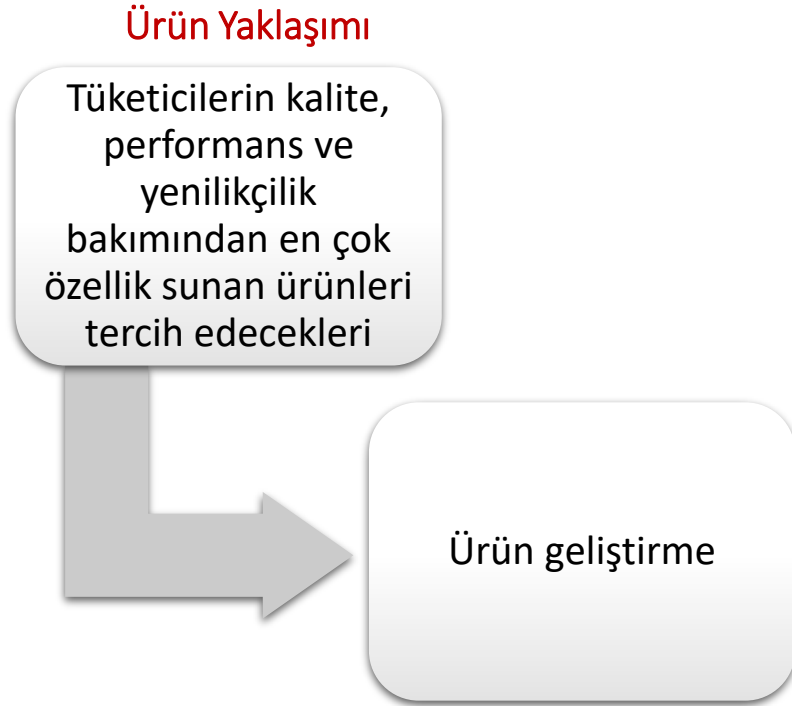 Ürün Yaklaşımı
Tüketicilerin kalite,
performans ve
yenilikçilik
bakımından en çok
özellik sunan ürünleri
tercih edecekleri
Ürün geliştirme